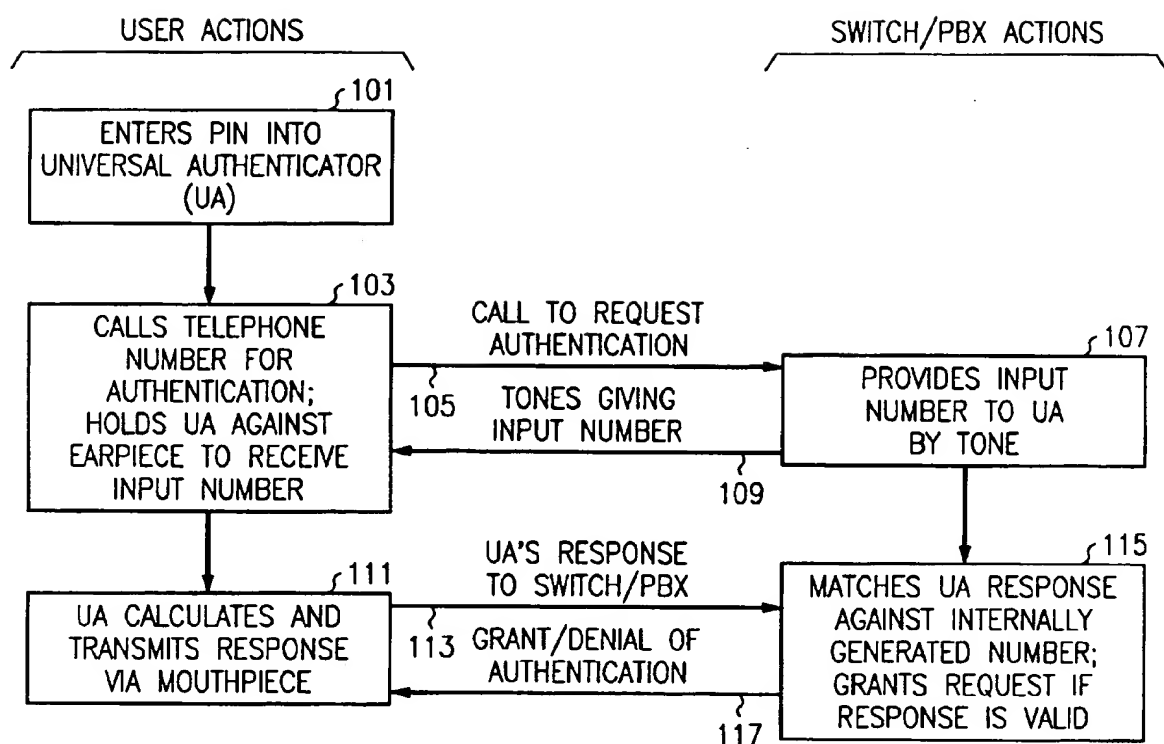 USER ACTIONS
SWITCH/PBX ACTIONS
101
ENTERS PIN INTO
UNIVERSAL AUTHENTICATOR
(UA)
103
CALLS TELEPHONE
NUMBER FOR
AUTHENTICATION;
HOLDS UA AGAINST
EARPIECE TO RECEIVE
INPUT NUMBER
CALL TO REQUEST
AUTHENTICATION
105
TONES GIVING
INPUT NUMBER
109
107
PROVIDES INPUT
NUMBER TO UA
BY TONE
111
UA CALCULATES AND
TRANSMITS RESPONSE
VIA MOUTHPIECE
UA'S RESPONSE
TO SWITCH/PBX
113
GRANT/DENIAL OF
AUTHENTICATION
117
115
MATCHES UA RESPONSE
AGAINST INTERNALLY
GENERATED NUMBER;
GRANTS REQUEST IF
RESPONSE IS VALID